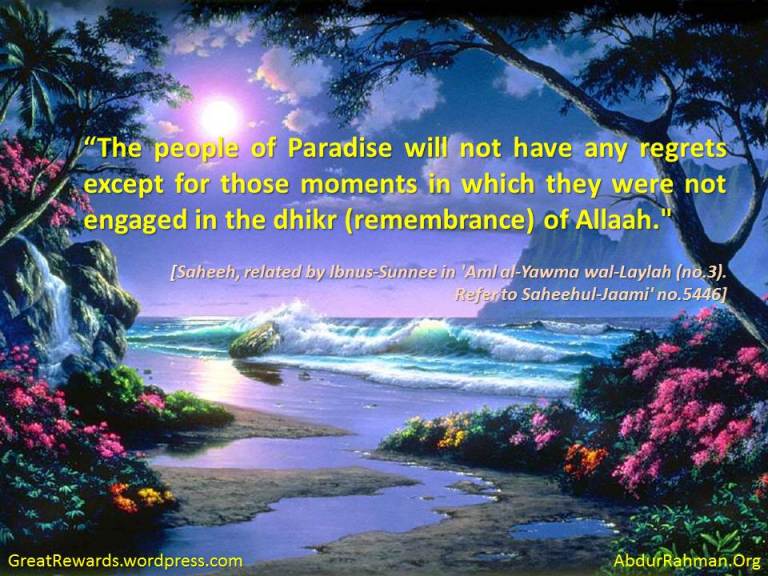 “The people of Paradise will not have any regrets
except for those moments in which they were not
engaged in the dhikr (remembrance) of Allaah."
[Saheeh, related by Ibnus-Sunnee in 'Aml al-Yawma wal-Laylah (no.3).
Refer to Saheehul-Jaami' no.5446]
GreatRewards.wordpress.com
AbdurRahman.Org